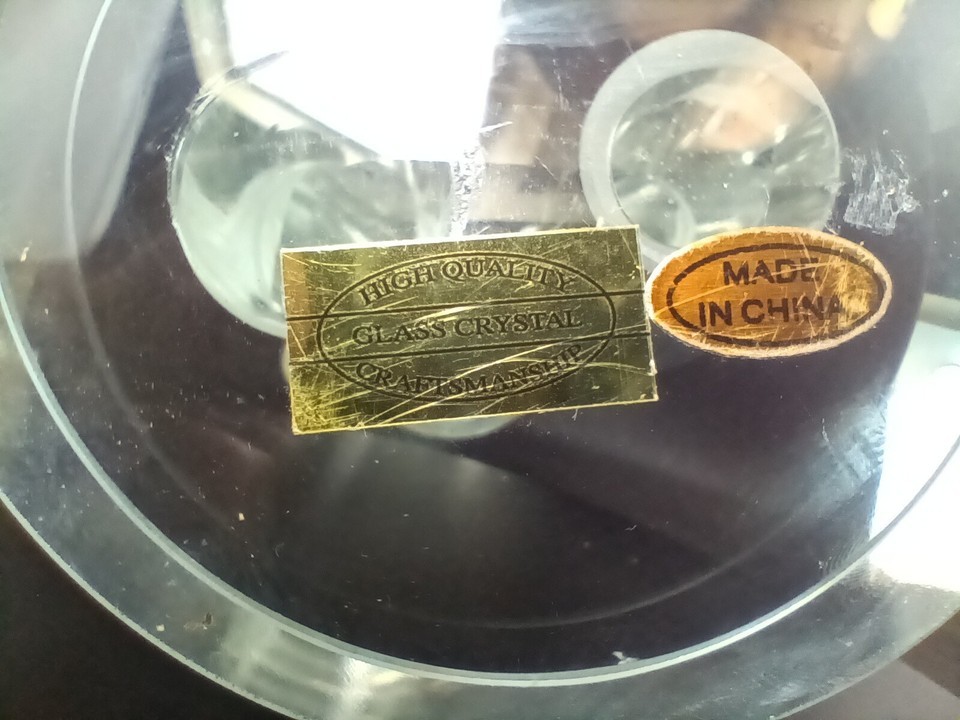 HIGH QUALITY
GLASS CRYSTAL
CRAFTSMANSHIP
MADE
IN CHINA